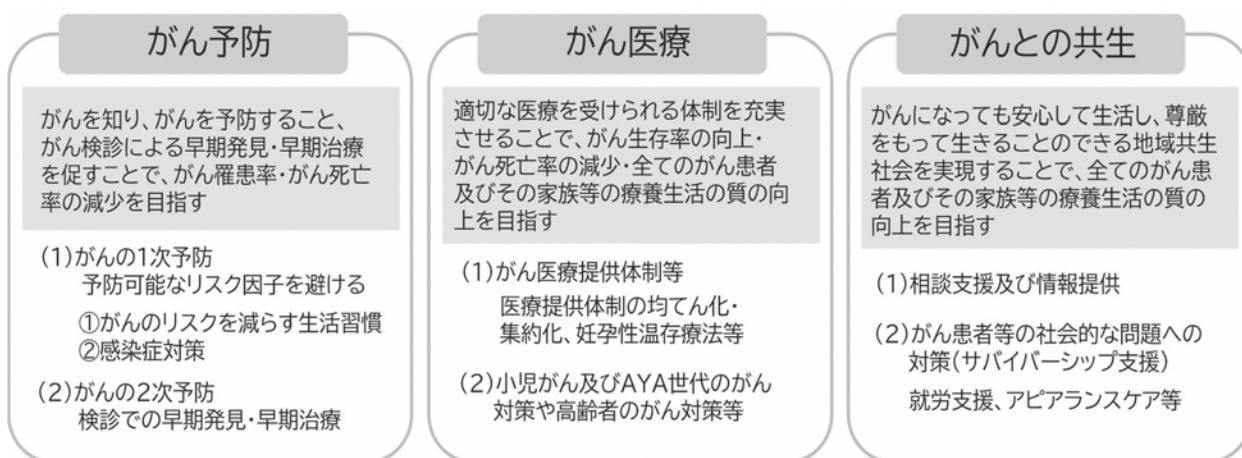 がん予防
がんを知り、がんを予防すること、
がん検診による早期発見・早期治療
を促すことで、がん罹患率・がん死亡
率の減少を目指す
(1)がんの1次予防
予防可能なリスク因子を避ける
①がんのリスクを減らす生活習慣
②感染症対策
(2)がんの2次予防
検診での早期発見・早期治療
がん医療
適切な医療を受けられる体制を充実
させることで、がん生存率の向上・
がん死亡率の減少・全てのがん患者
及びその家族等の療養生活の質の向
上を目指す
(1)がん医療提供体制等
医療提供体制の均てん化・
集約化、妊孕性温存療法等
(2)小児がん及びAYA世代のがん
対策や高齢者のがん対策等
がんとの共生
がんになっても安心して生活し、尊厳
をもって生きることのできる地域共生
社会を実現することで、全てのがん患
者及びその家族等の療養生活の質の
向上を目指す
(1)相談支援及び情報提供
(2)がん患者等の社会的な問題への
対策(サバイバーシップ支援)
就労支援、アピアランスケア等